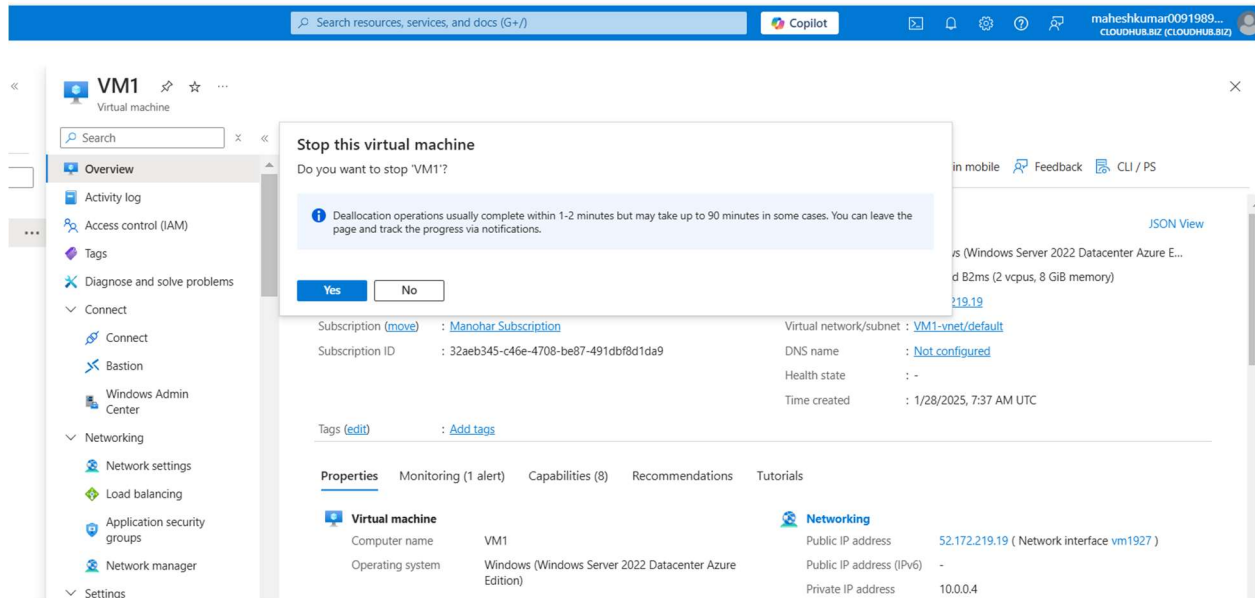 Search resources, services, and docs (G+/)
Copilot
maheshkumar0091989...
CLOUDHUB.BIZ (CLOUDHUB.BIZ)
VM1
Virtual machine
Search
Overview
Activity log
Access control (IAM)
Tags
Diagnose and solve problems
Connect
Connect
Bastion
Windows Admin
Center
Networking
Network settings
Load balancing
Application security
groups
Network manager
Settings
Stop this virtual machine
Do you want to stop 'VM1'?
Deallocation operations usually complete within 1-2 minutes but may take up to 90 minutes in some cases. You can leave the
page and track the progress via notifications.
Yes No
in mobile Feedback CLI / PS
JSON View
(Windows Server 2022 Datacenter Azure E...
B2ms (2 vcpus, 8 GiB memory)
219.19
Subscription (move) : Manohar Subscription
Subscription ID : 32aeb345-c46e-4708-be87-491dbf8d1da9
Virtual network/subnet : VM1-vnet/default
DNS name : Not configured
Health state : -
Time created : 1/28/2025, 7:37 AM UTC
Tags (edit) : Add tags
Properties Monitoring (1 alert) Capabilities (8) Recommendations Tutorials
Virtual machine
Computer name VM1
Operating system Windows (Windows Server 2022 Datacenter Azure
Edition)
Networking
Public IP address 52.172.219.19 ( Network interface vm1927 )
Public IP address (IPv6) -
Private IP address 10.0.0.4